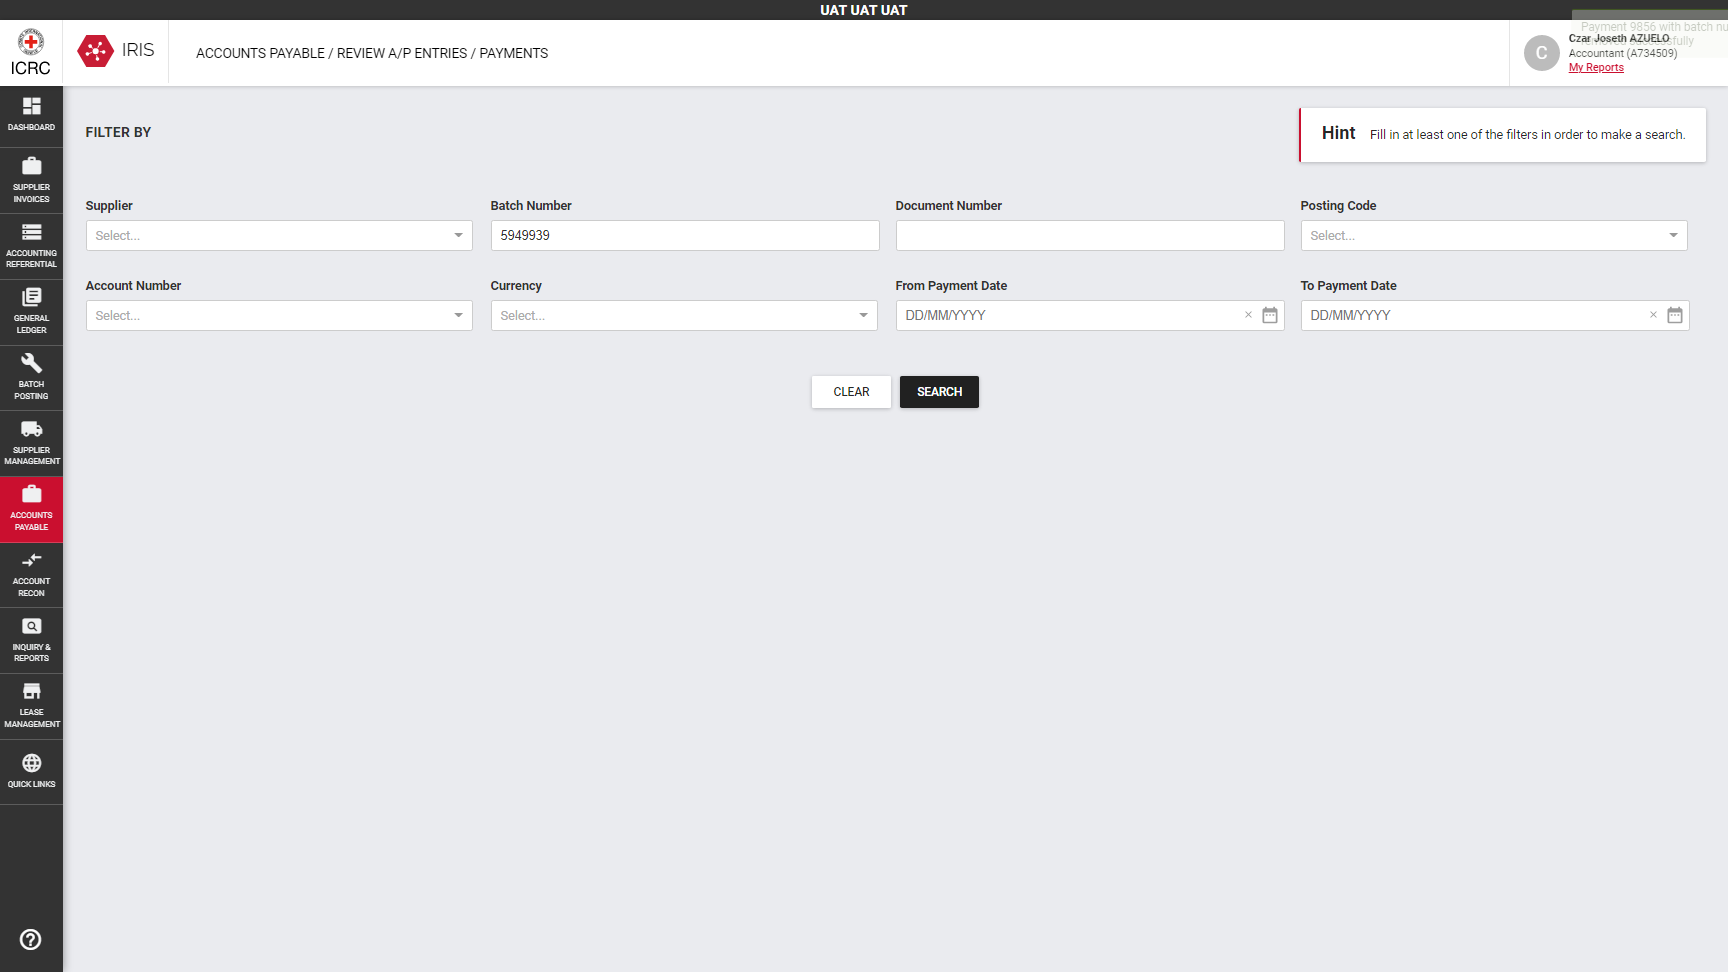 UAT UAT UAT
ICRC
IRIS
ACCOUNTS PAYABLE / REVIEW A/P ENTRIES / PAYMENTS
Payment 9856 with batch nu
C
Czar Joseth AZUELO
Accountant (A734509)
My Reports
DASHBOARD
SUPPLIER
INVOICES
ACCOUNTING
REFERENTIAL
GENERAL
LEDGER
BATCH
POSTING
SUPPLIER
MANAGEMENT
ACCOUNTS
PAYABLE
ACCOUNT
RECON
INQUIRY &
REPORTS
LEASE
MANAGEMENT
QUICK LINKS
FILTER BY
Hint Fill in at least one of the filters in order to make a search.
Supplier Batch Number Document Number Posting Code
Select... 5949939 Select...
Account Number Currency From Payment Date To Payment Date
Select... Select... DD/MM/YYYY × DD/MM/YYYY ×
CLEAR SEARCH